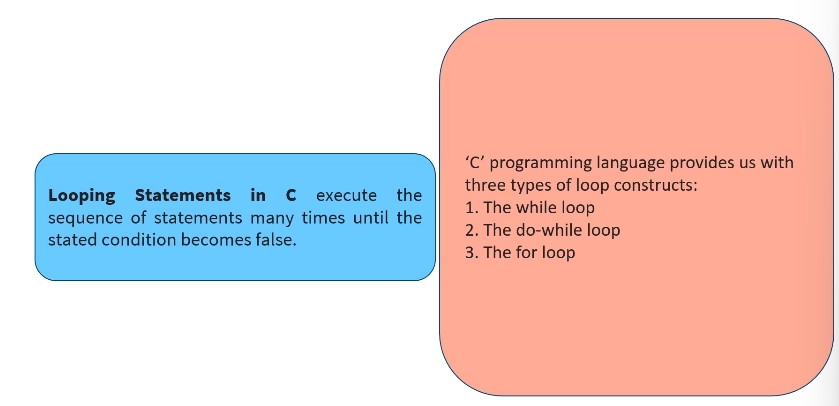 Looping Statements in C execute the
sequence of statements many times until the
stated condition becomes false.
‘C’ programming language provides us with
three types of loop constructs:
1. The while loop
2. The do-while loop
3. The for loop